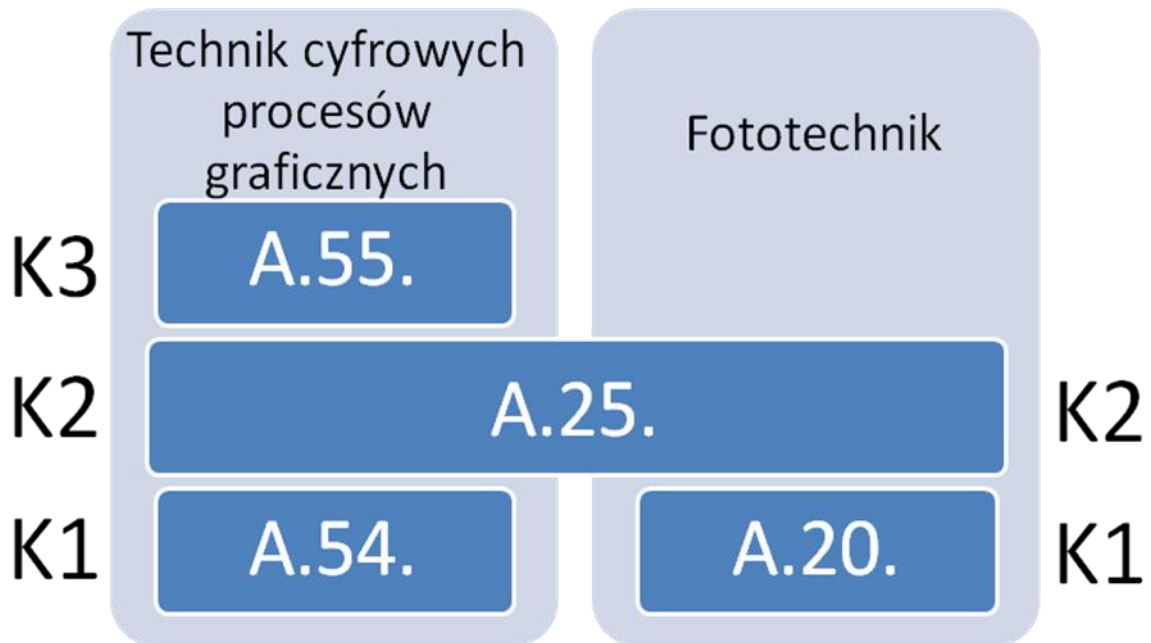 Technik cyfrowych
procesów
graficznych
Fototechnik
K3
A.55.
K2
A.25.
K2
K1
A.54.
A.20.
K1